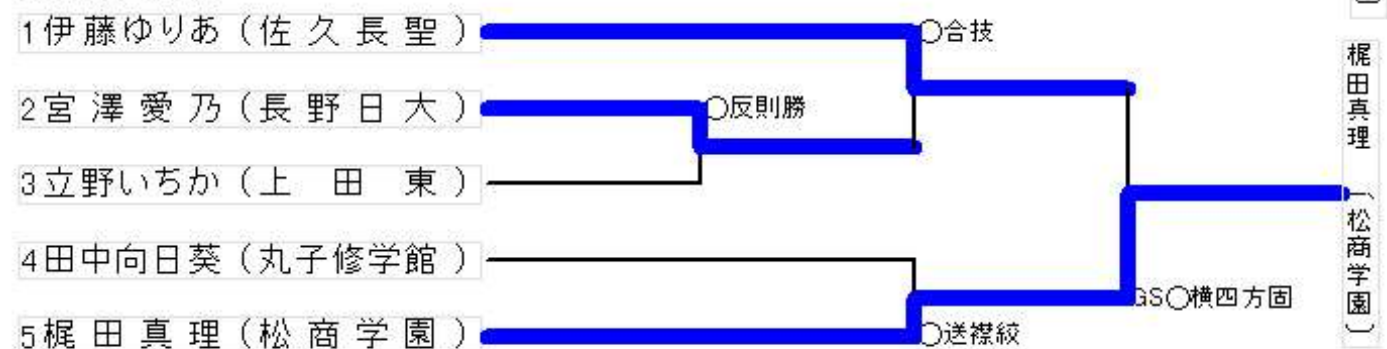 1伊藤ゆりあ（佐久長聖）
○合技
2宮澤愛乃（長野日大）
○反則勝
3立野いちか（上田東）
4田中向日葵（丸子修学館）
GS○横四方固
5梶田真理（松商学園）
○送襟絞
梶田真理（松商学園）